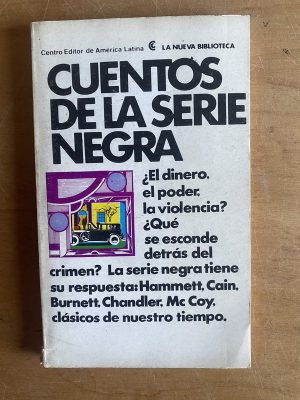 Centro Editor de América Latina CE LA NUEVA BIBLIOTECA
CUENTOS
DE LA SERIE
NEGRA
¿El dinero,
el poder,
la violencia?
¿Qué
se esconde
detrás del
crimen? La serie negra tiene
su respuesta: Hammett, Cain,
Burnett, Chandler, Mc Coy,
clásicos de nuestro tiempo.